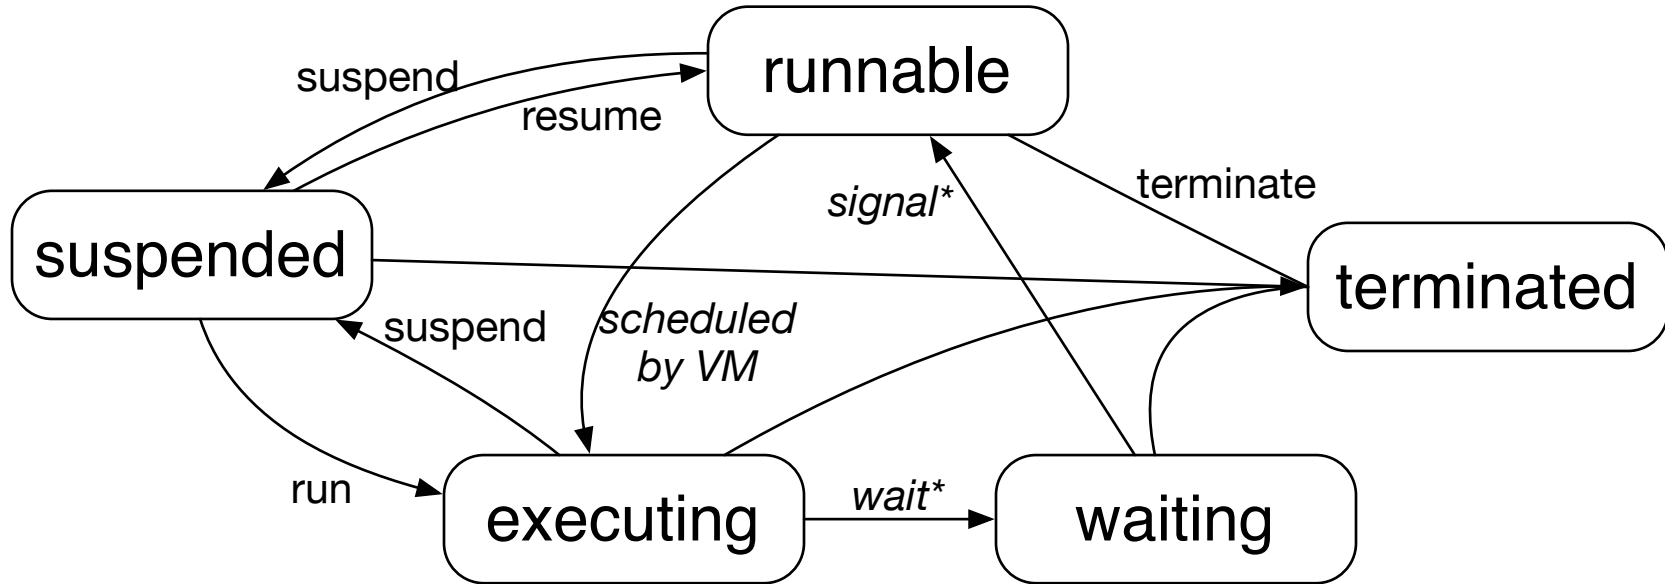 runnable
suspend
resume
terminate
signal*
suspended
terminated
suspend
scheduled
by VM
run
executing
wait*
waiting